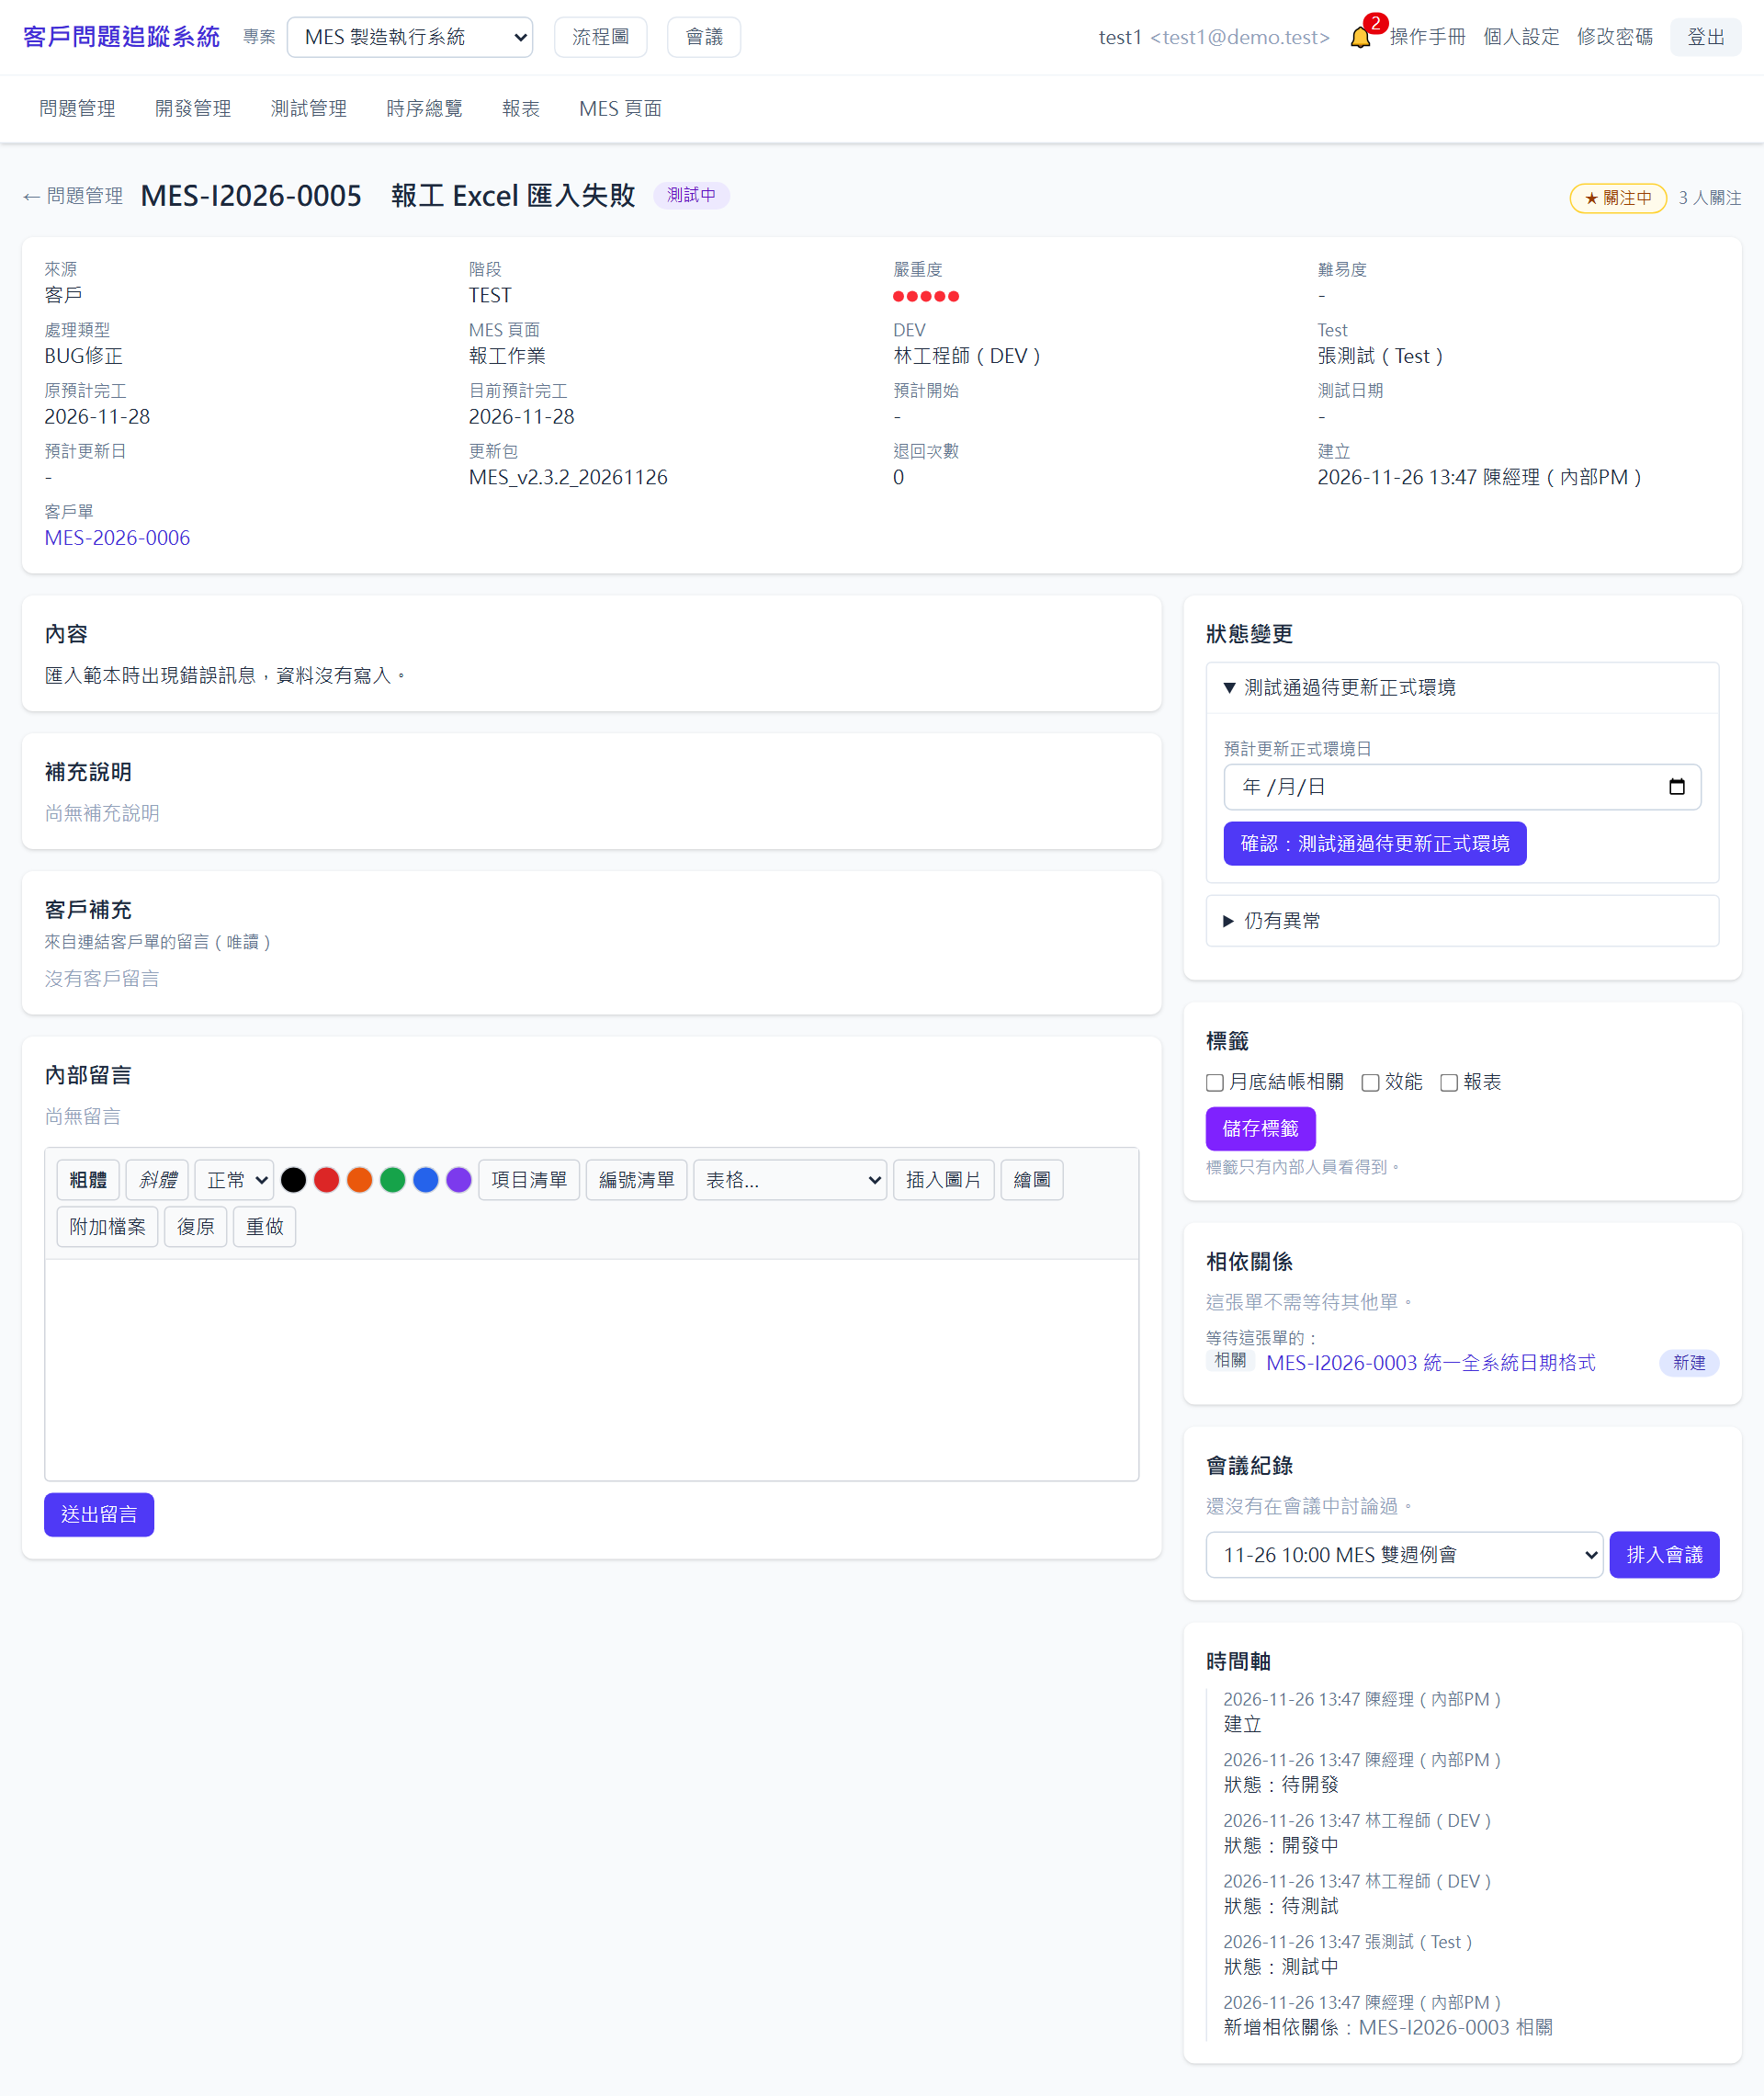 客戶問題追蹤系統 專案 MES 製造執行系統 流程圖 會議 test1 <test1@demo.test> 2 操作手冊 個人設定 修改密碼 登出
問題管理 開發管理 測試管理 時序總覽 報表 MES 頁面
← 問題管理 MES-I2026-0005 報工 Excel 匯入失敗 測試中 ★ 關注中 3 人關注
來源 階段 嚴重度 難易度
客戶 TEST -
處理類型 MES 頁面 DEV Test
BUG修正 報工作業 林工程師（DEV） 張測試（Test）
原預計完工 目前預計完工 預計開始 測試日期
2026-11-28 2026-11-28 - -
預計更新日 更新包 退回次數 建立
- MES_v2.3.2_20261126 0 2026-11-26 13:47 陳經理（內部PM）
客戶單
MES-2026-0006
內容
匯入範本時出現錯誤訊息，資料沒有寫入。
補充說明
尚無補充說明
客戶補充
來自連結客戶單的留言（唯讀）
沒有客戶留言
內部留言
尚無留言
粗體 斜體 正常 項目清單 編號清單 表格... 插入圖片 繪圖
附加檔案 復原 重做
送出留言
狀態變更
▼ 測試通過待更新正式環境
預計更新正式環境日
年 /月/日
確認：測試通過待更新正式環境
▶ 仍有異常
標籤
月底結帳相關 效能 報表
儲存標籤
標籤只有內部人員看得到。
相依關係
這張單不需等待其他單。
等待這張單的：
相關 MES-I2026-0003 統一全系統日期格式 新建
會議紀錄
還沒有在會議中討論過。
11-26 10:00 MES 雙週例會 排入會議
時間軸
2026-11-26 13:47 陳經理（內部PM）
建立
2026-11-26 13:47 陳經理（內部PM）
狀態：待開發
2026-11-26 13:47 林工程師（DEV）
狀態：開發中
2026-11-26 13:47 林工程師（DEV）
狀態：待測試
2026-11-26 13:47 張測試（Test）
狀態：測試中
2026-11-26 13:47 陳經理（內部PM）
新增相依關係：MES-I2026-0003 相關